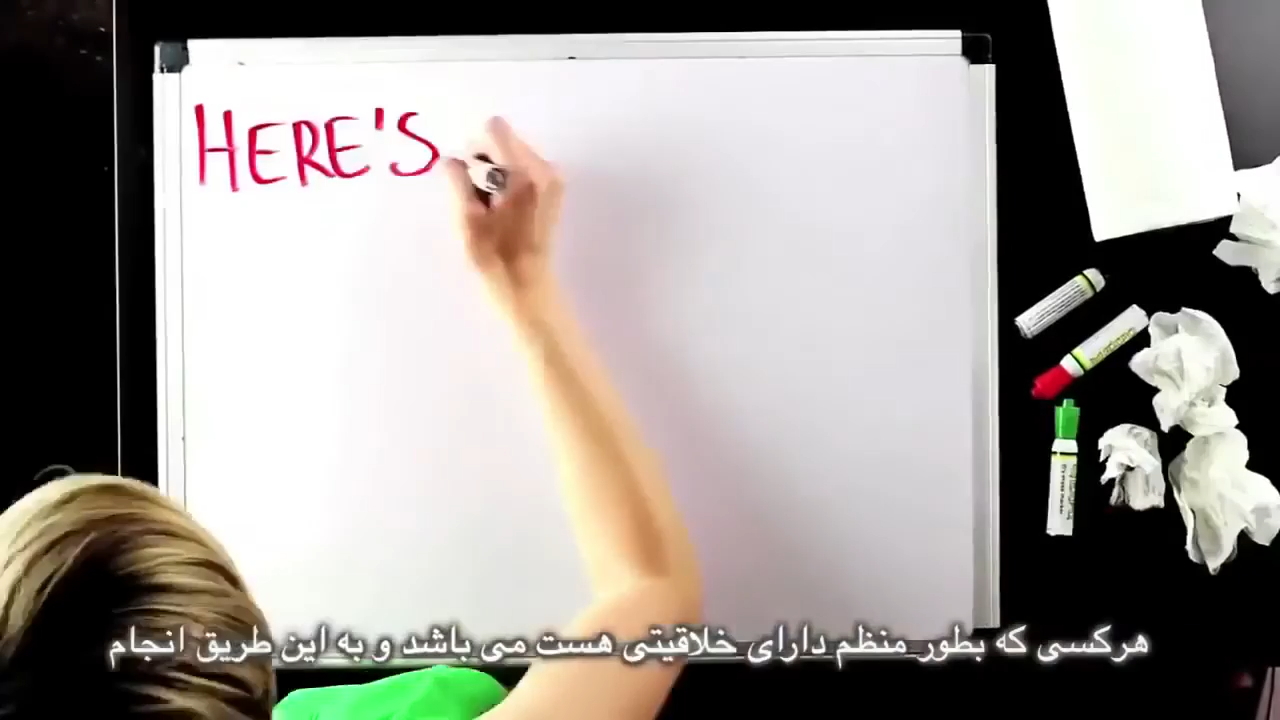 HERE'S
هرکسی که بطور منظم دارای خلاقیتی هست می باشد و به این طریق انجام